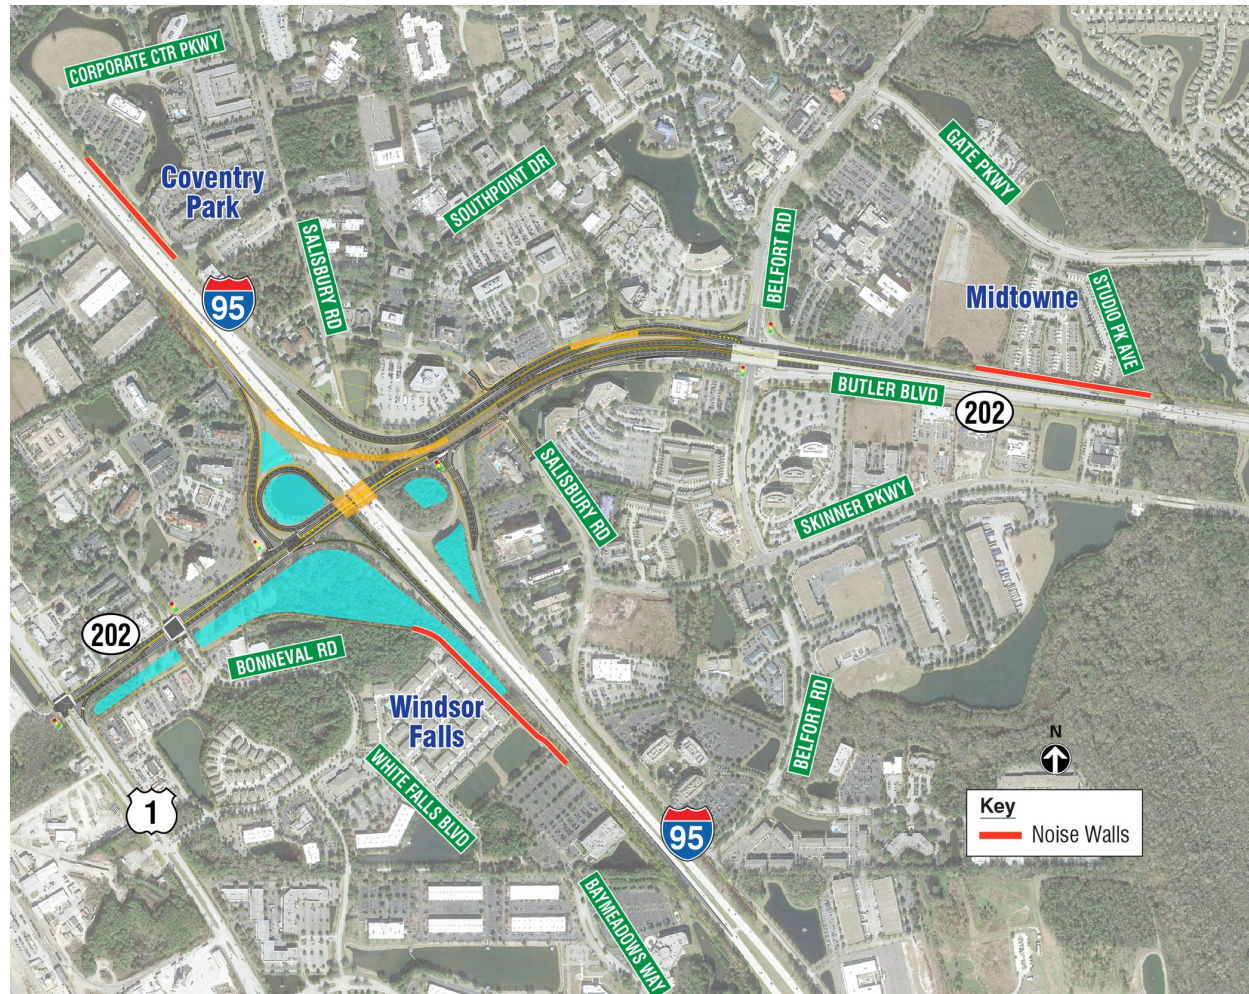 CORPORATE CTR PKWY
Coventry
Park
SOUTHPOINT DR
GATE PKWY
SALISBURY RD
BELFORT RD
95
Midtowne
STUDIO PK AVE
BUTLER BLVD
202
SALISBURY RD
SKINNER PKWY
202
BONNEVAL RD
Windsor
Falls
BELFORT RD
WHITE FALLS BLVD
N
1
95
Key
Noise Walls
BAYMEADOWS WAY